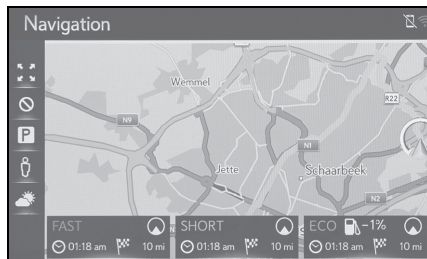 Navigation
Wemmel
R22
N9
N1
Jette
Schaarbeek
N2
FAST
SHORT
ECO -1%
01:18 am 10 mi
01:18 am 10 mi
01:18 am 10 mi
P